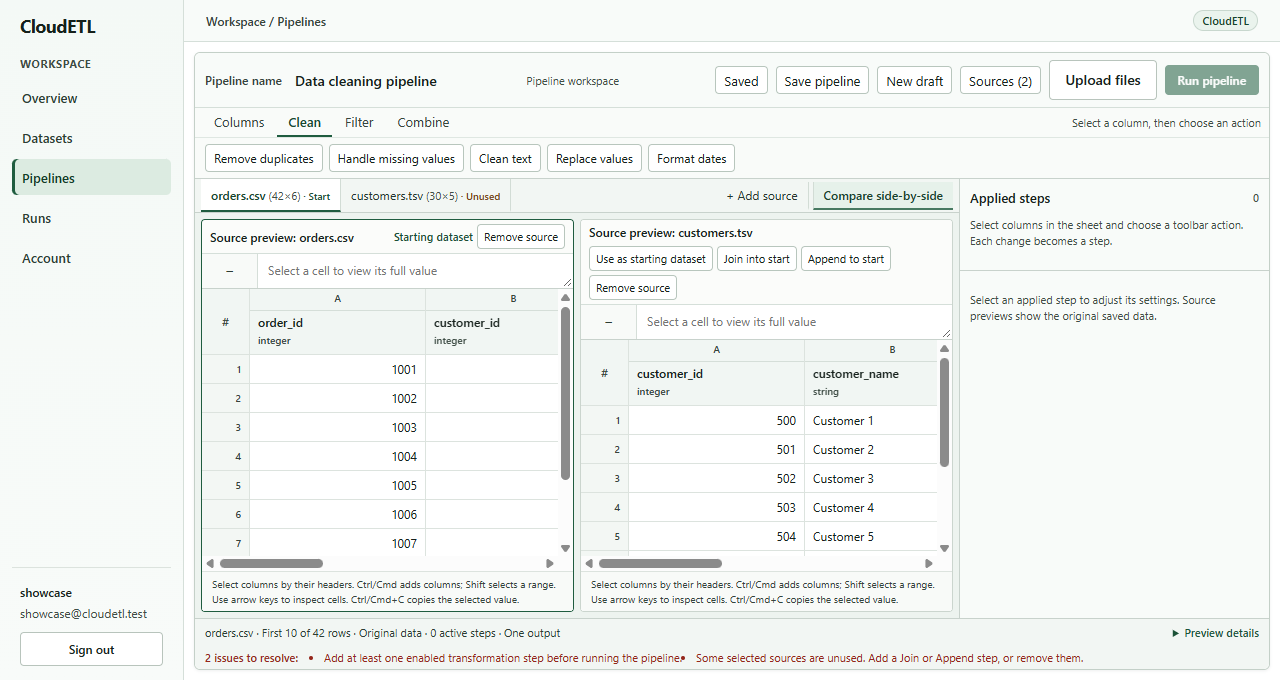 CloudETL
WORKSPACE
Overview
Datasets
Pipelines
Runs
Account
showcase
showcase@cloudetl.test
Sign out
Workspace / Pipelines
CloudETL
Pipeline name
Data cleaning pipeline
Pipeline workspace
Saved
Save pipeline
New draft
Sources (2)
Upload files
Run pipeline
Columns
Clean
Filter
Combine
Select a column, then choose an action
Remove duplicates
Handle missing values
Clean text
Replace values
Format dates
orders.csv (42×6) · Start
customers.tsv (30×5) · Unused
+ Add source
Compare side-by-side
Source preview: orders.csv
Starting dataset
Remove source
–
Select a cell to view its full value
A
B
#
order_id
integer
customer_id
integer
1
1001
2
1002
3
1003
4
1004
5
1005
6
1006
7
1007
Select columns by their headers. Ctrl/Cmd adds columns; Shift selects a range.
Use arrow keys to inspect cells. Ctrl/Cmd+C copies the selected value.
Source preview: customers.tsv
Use as starting dataset
Join into start
Append to start
Remove source
–
Select a cell to view its full value
A
B
#
customer_id
integer
customer_name
string
1
500
Customer 1
2
501
Customer 2
3
502
Customer 3
4
503
Customer 4
5
504
Customer 5
Select columns by their headers. Ctrl/Cmd adds columns; Shift selects a range.
Use arrow keys to inspect cells. Ctrl/Cmd+C copies the selected value.
Applied steps
0
Select columns in the sheet and choose a toolbar action.
Each change becomes a step.
Select an applied step to adjust its settings. Source
previews show the original saved data.
orders.csv · First 10 of 42 rows · Original data · 0 active steps · One output
Preview details
2 issues to resolve:
• Add at least one enabled transformation step before running the pipeline.
• Some selected sources are unused. Add a Join or Append step, or remove them.